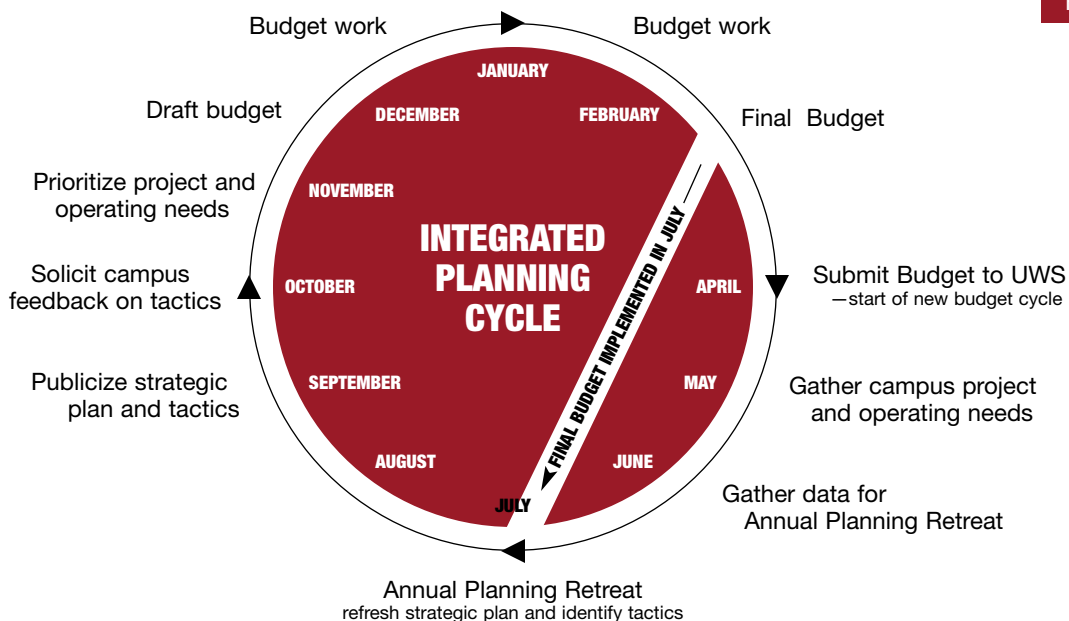 Budget work
Budget work
JANUARY
DECEMBER
FEBRUARY
Draft budget
Final Budget
Prioritize project and
operating needs
NOVEMBER
INTEGRATED
PLANNING
CYCLE
FINAL BUDGET IMPLEMENTED IN JULY
Solicit campus
feedback on tactics
OCTOBER
APRIL
Submit Budget to UWS
—start of new budget cycle
Publicize strategic
plan and tactics
SEPTEMBER
MAY
Gather campus project
and operating needs
AUGUST
JUNE
Gather data for
Annual Planning Retreat
JULY
Annual Planning Retreat
refresh strategic plan and identify tactics